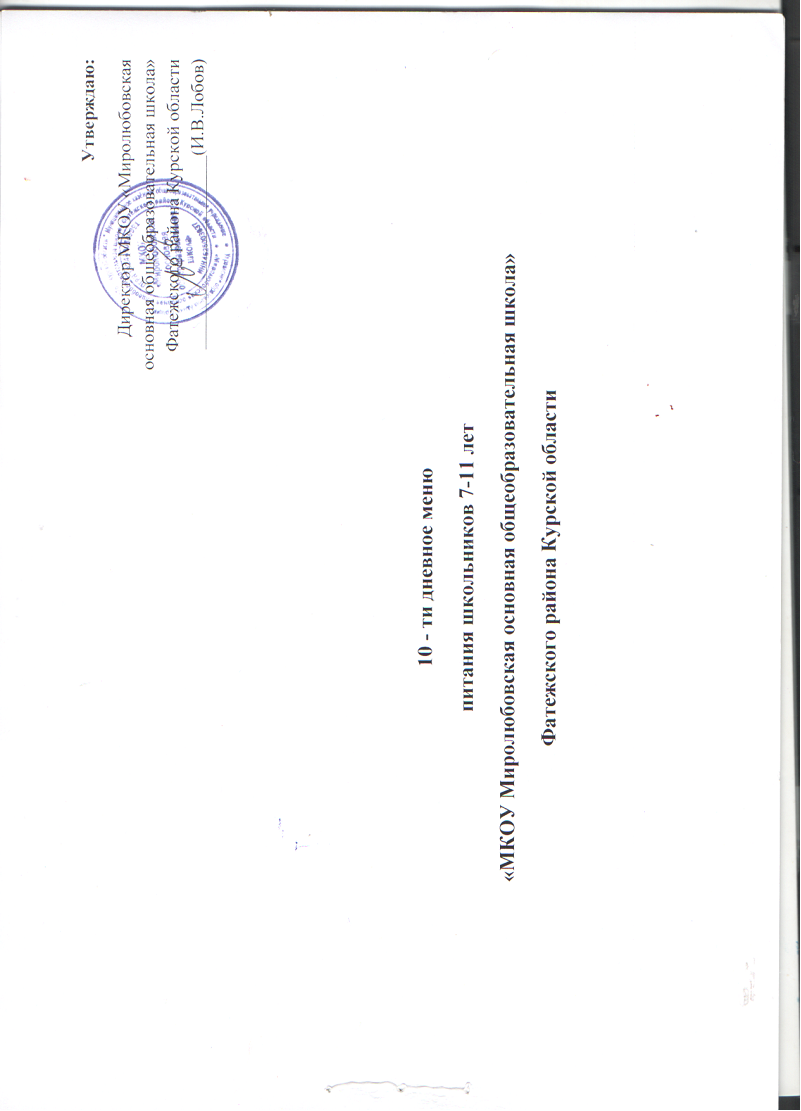 Утверждаю:
Директор МКОУ «Миролюбовская
основная общеобразовательная школа»
Фатежского района Курской области
(И.В.Лобов)
10 - ти дневное меню
питания школьников 7-11 лет
«МКОУ Миролюбовская основная общеобразовательная школа»
Фатежского района Курской области